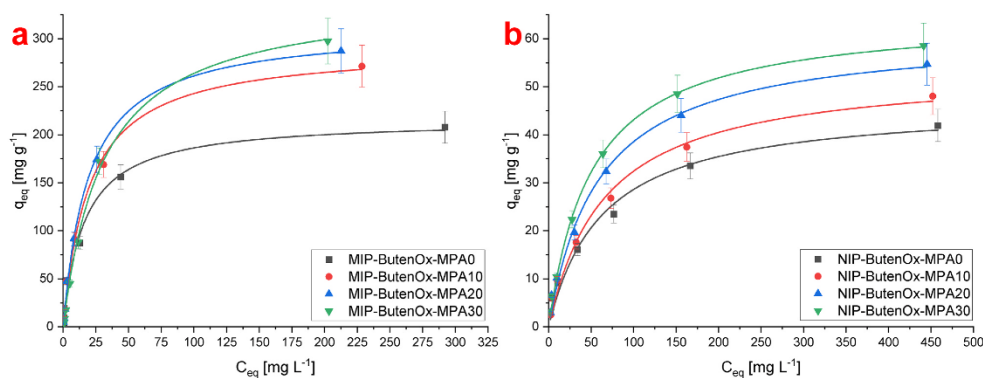 a
300
250
200
150
100
50
0
q_eq [mg g⁻¹]
0 25 50 75 100 125 150 175 200 225 250 275 300 325
C_eq [mg L⁻¹]
MIP-ButenOx-MPA0
MIP-ButenOx-MPA10
MIP-ButenOx-MPA20
MIP-ButenOx-MPA30
b
60
50
40
30
20
10
0
q_eq [mg g⁻¹]
0 50 100 150 200 250 300 350 400 450 500
C_eq [mg L⁻¹]
NIP-ButenOx-MPA0
NIP-ButenOx-MPA10
NIP-ButenOx-MPA20
NIP-ButenOx-MPA30